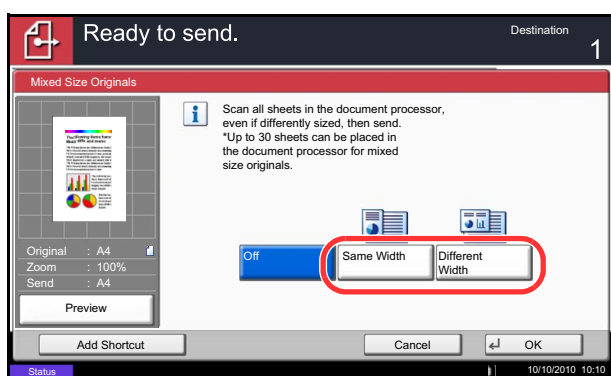 Ready to send.
Destination
1
Mixed Size Originals
Scan all sheets in the document processor,
even if differently sized, then send.
*Up to 30 sheets can be placed in
the document processor for mixed
size originals.
Original : A4
Zoom : 100%
Send : A4
Preview
Off
Same Width
Different
Width
Add Shortcut
Cancel
OK
Status
10/10/2010 10:10